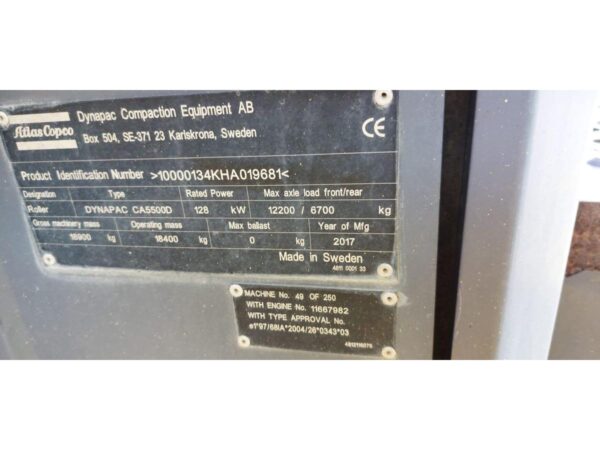 Atlas Copco
Dynapac Compaction Equipment AB
Box 504, SE-371 23 Karlskrona, Sweden
CE
Product Identification Number >10000134KHA019681<
Designation Type Rated Power Max axle load front/rear
Roller DYNAPAC CA5500D 128 kW 12200 / 6700 kg
Gross machinery mass Operating mass Max ballast Year of Mfg
18900 kg 18400 kg 0 kg 2017
Made in Sweden
4811 0001 33
MACHINE No. 49 OF 250
WITH ENGINE No. 11667982
WITH TYPE APPROVAL No.
e1*97/68IA*2004/26*0343*03